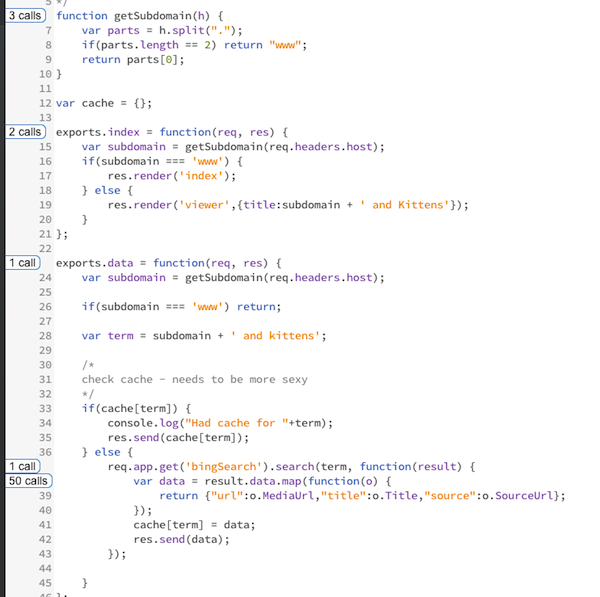 5 */
3 calls function getSubdomain(h) {
7     var parts = h.split(".");
8     if(parts.length == 2) return "www";
9     return parts[0];
10 }
11
12 var cache = {};
13
2 calls exports.index = function(req, res) {
15     var subdomain = getSubdomain(req.headers.host);
16     if(subdomain === 'www') {
17         res.render('index');
18     } else {
19         res.render('viewer',{title:subdomain + ' and Kittens'});
20     }
21 };
22
1 call exports.data = function(req, res) {
24     var subdomain = getSubdomain(req.headers.host);
25
26     if(subdomain === 'www') return;
27
28     var term = subdomain + ' and kittens';
29
30     /*
31     check cache - needs to be more sexy
32     */
33     if(cache[term]) {
34         console.log("Had cache for "+term);
35         res.send(cache[term]);
36     } else {
1 call         req.app.get('bingSearch').search(term, function(result) {
50 calls             var data = result.data.map(function(o) {
39                 return {"url":o.MediaUrl,"title":o.Title,"source":o.SourceUrl};
40             });
41             cache[term] = data;
42             res.send(data);
43         });
44
45     }
46 };